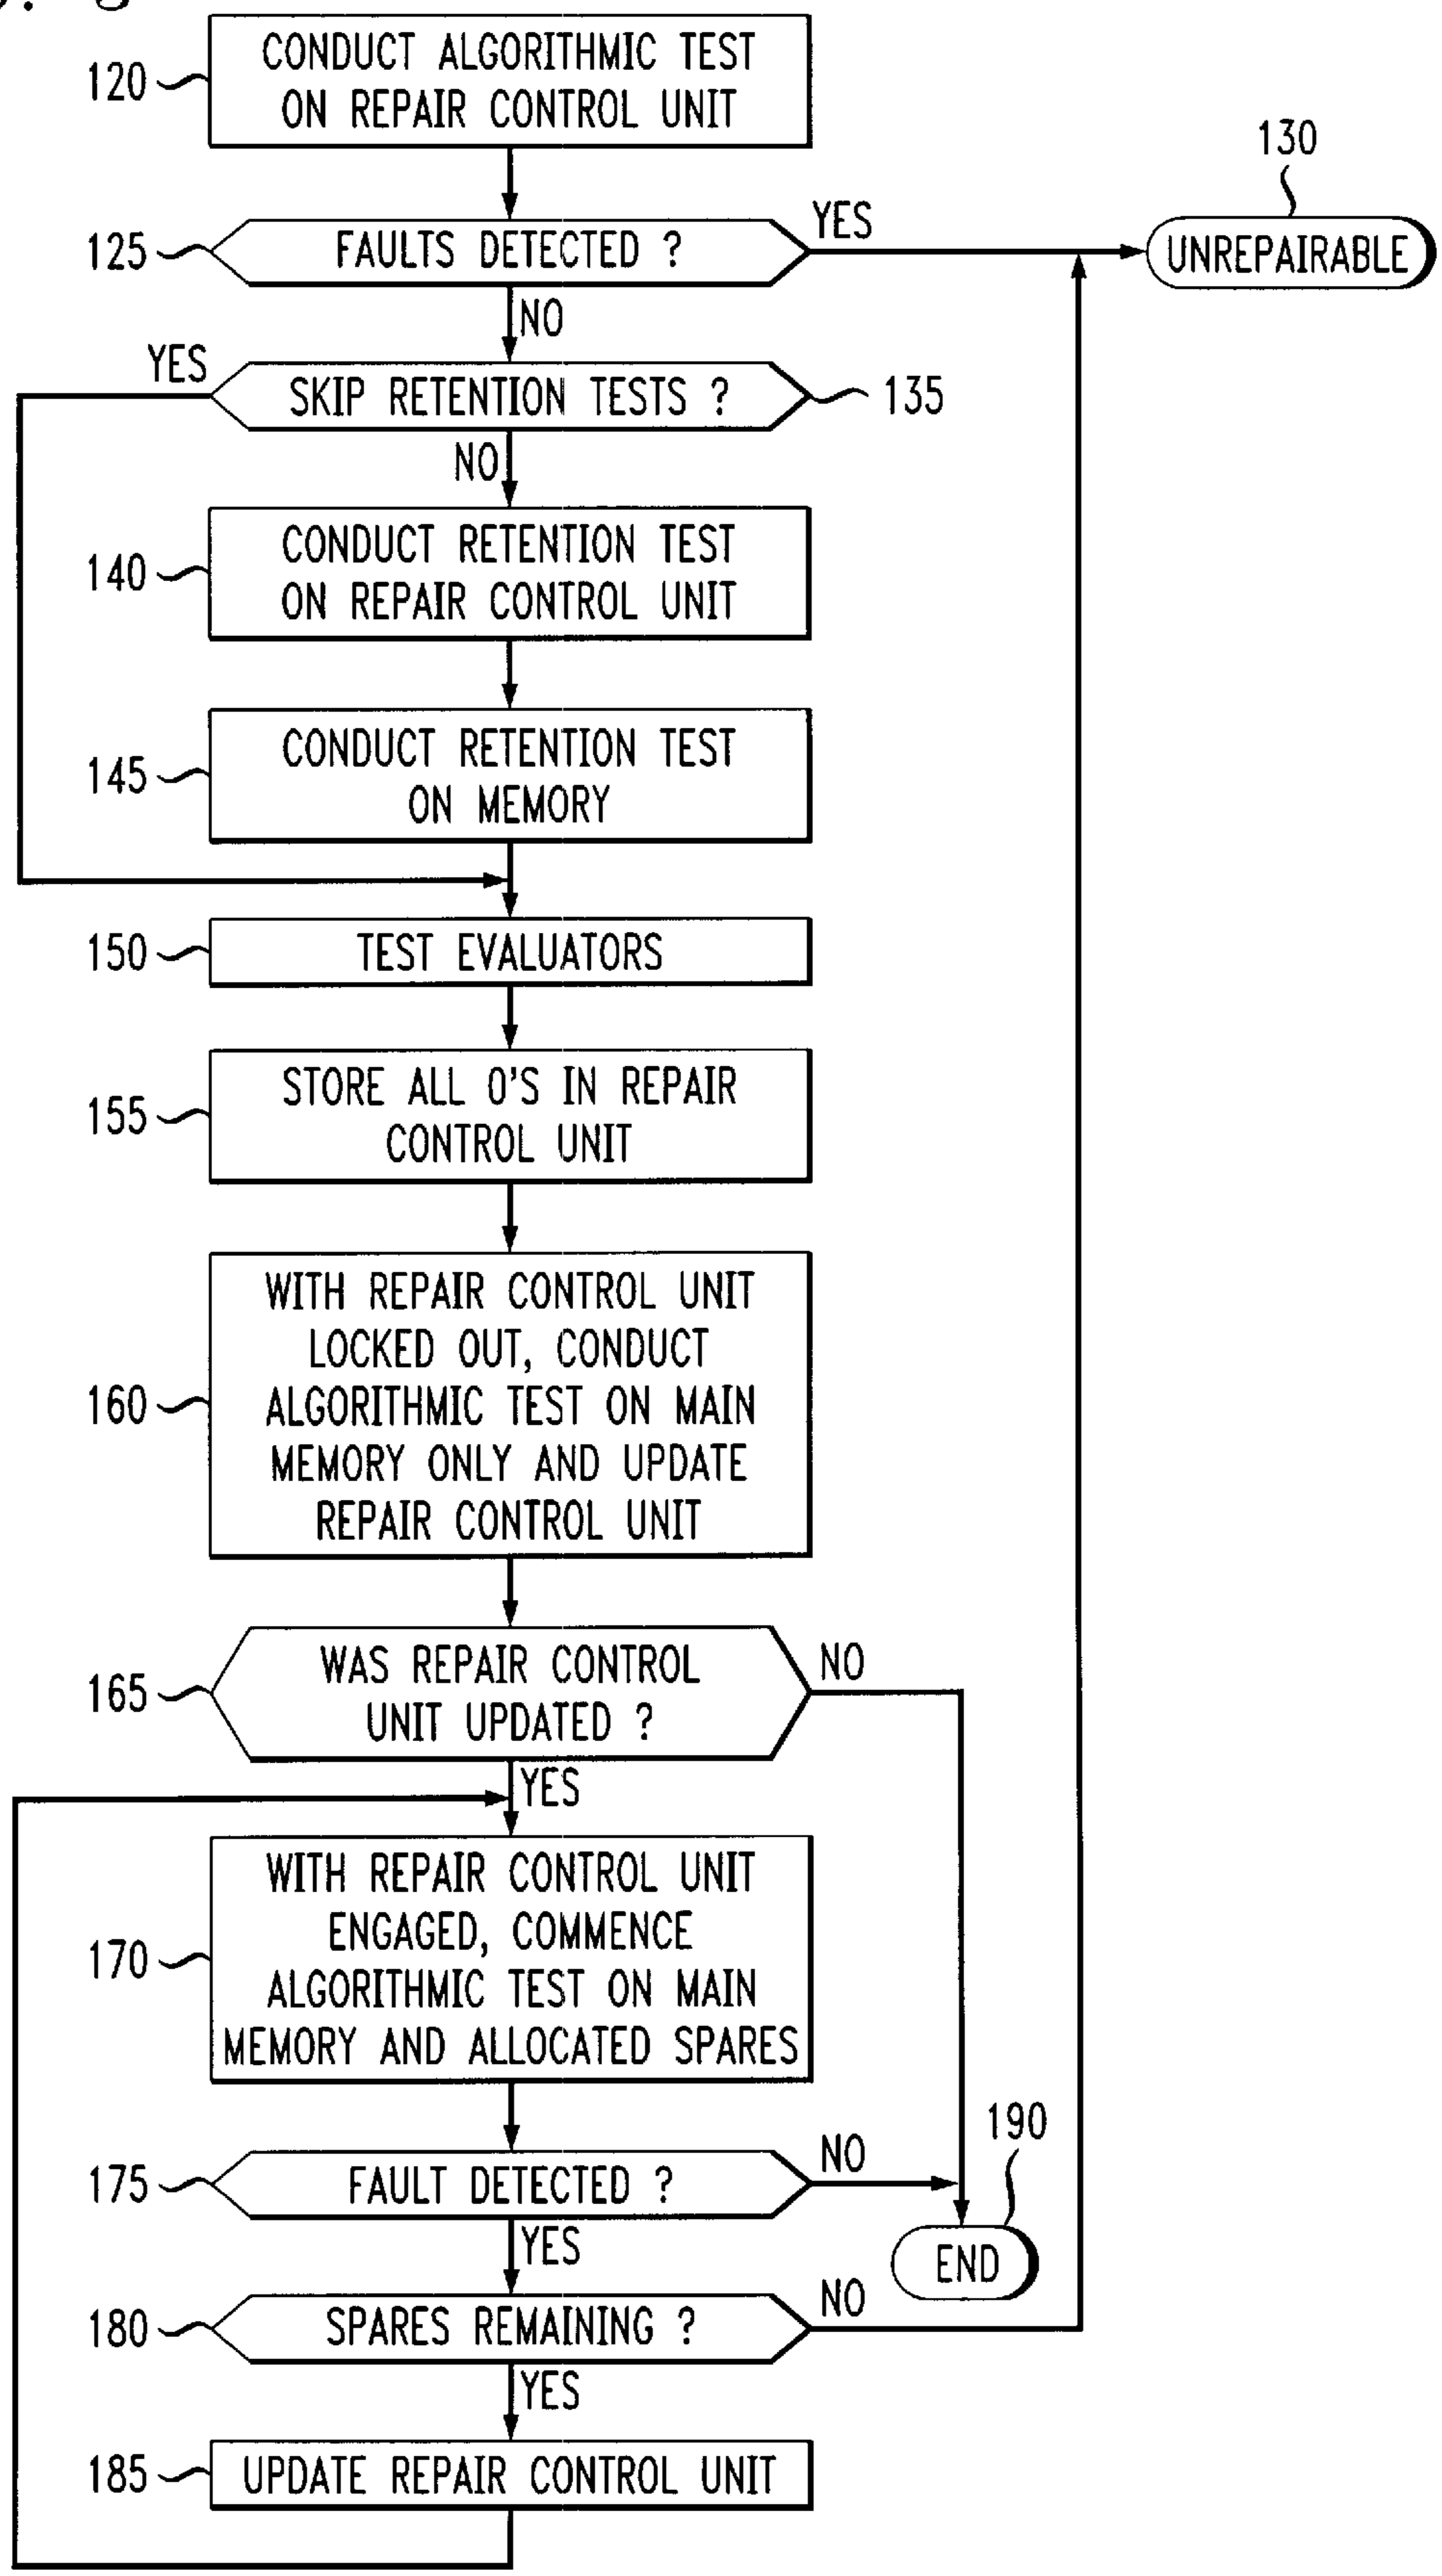 CONDUCT ALGORITHMIC TEST
ON REPAIR CONTROL UNIT
120
130
FAULTS DETECTED ?
125
YES
UNREPAIRABLE
NO
YES
SKIP RETENTION TESTS ?
135
NO
CONDUCT RETENTION TEST
ON REPAIR CONTROL UNIT
140
CONDUCT RETENTION TEST
ON MEMORY
145
150
TEST EVALUATORS
STORE ALL 0'S IN REPAIR
CONTROL UNIT
155
WITH REPAIR CONTROL UNIT
LOCKED OUT, CONDUCT
ALGORITHMIC TEST ON MAIN
MEMORY ONLY AND UPDATE
REPAIR CONTROL UNIT
160
WAS REPAIR CONTROL
UNIT UPDATED ?
165
NO
YES
WITH REPAIR CONTROL UNIT
ENGAGED, COMMENCE
ALGORITHMIC TEST ON MAIN
MEMORY AND ALLOCATED SPARES
170
190
175
FAULT DETECTED ?
NO
YES
END
180
SPARES REMAINING ?
NO
YES
185
UPDATE REPAIR CONTROL UNIT